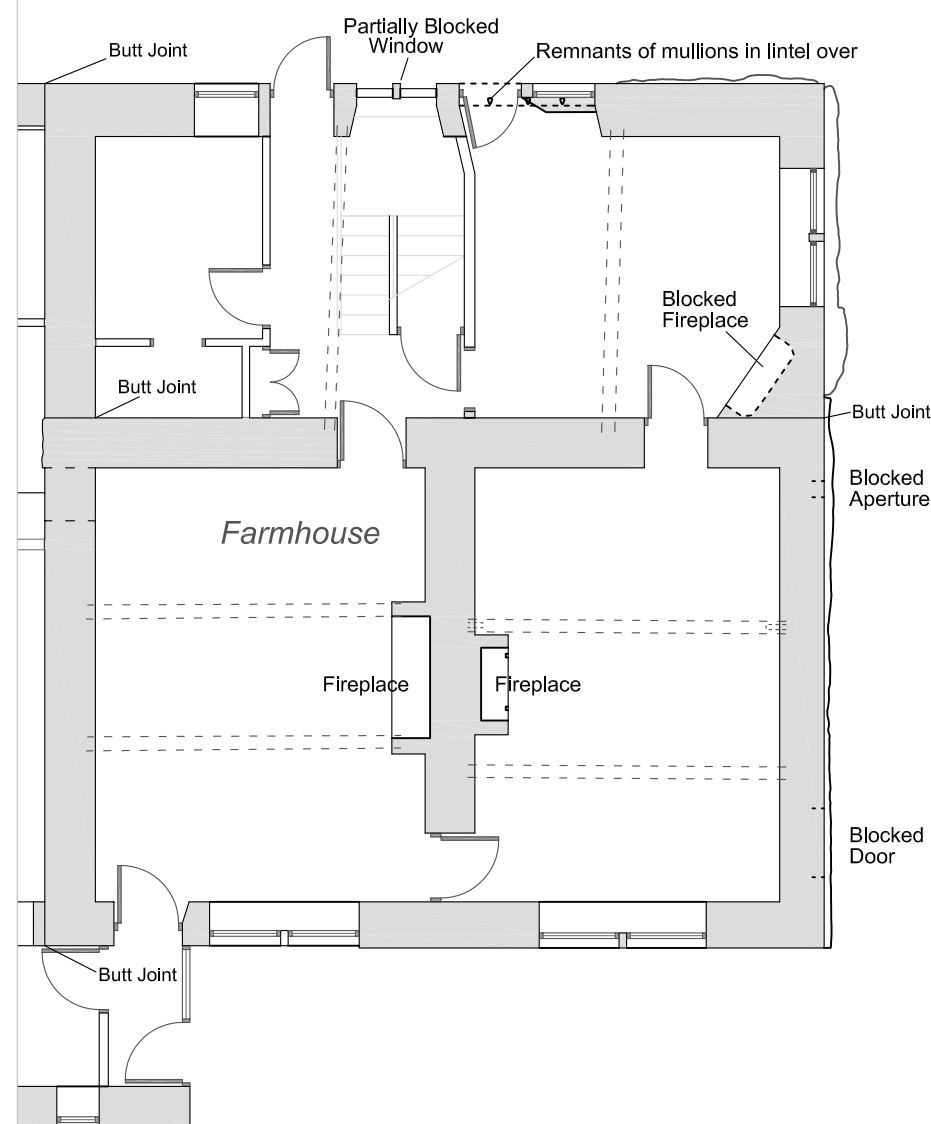 Partially Blocked
Window
Butt Joint
Remnants of mullions in lintel over
Blocked
Fireplace
Butt Joint
Butt Joint
Blocked
Aperture
Farmhouse
Fireplace
Fireplace
Blocked
Door
Butt Joint